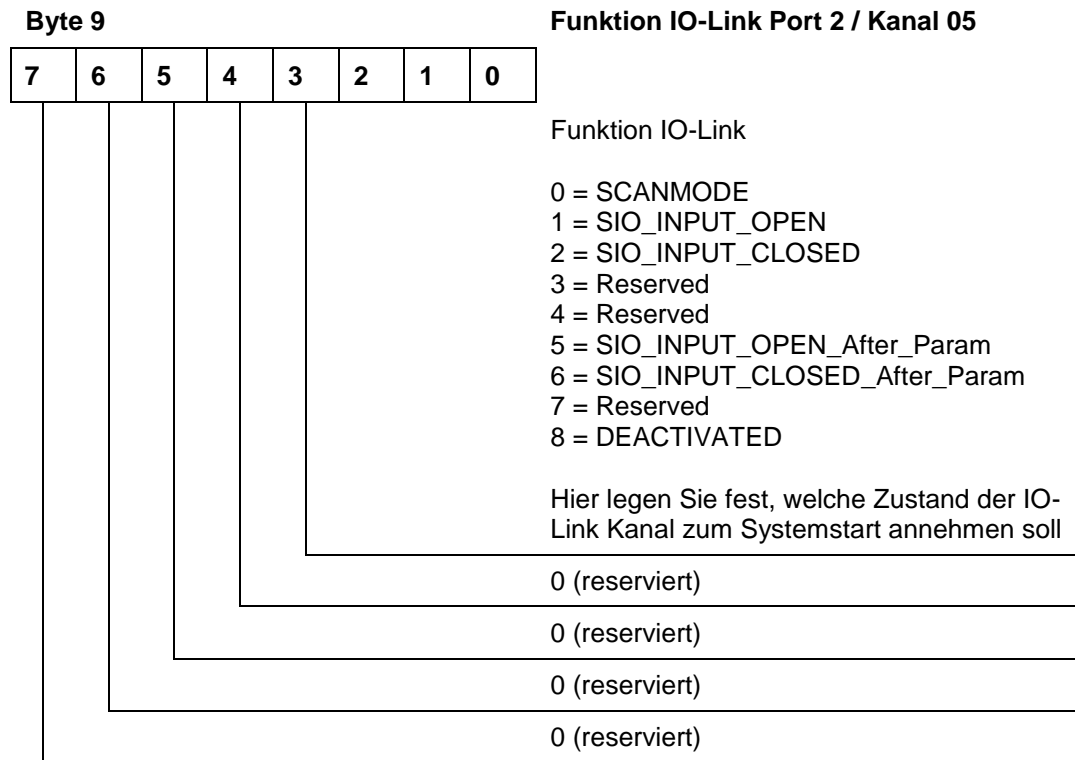 Byte 9 Funktion IO-Link Port 2 / Kanal 05
7 6 5 4 3 2 1 0
Funktion IO-Link
0 = SCANMODE
1 = SIO_INPUT_OPEN
2 = SIO_INPUT_CLOSED
3 = Reserved
4 = Reserved
5 = SIO_INPUT_OPEN_After_Param
6 = SIO_INPUT_CLOSED_After_Param
7 = Reserved
8 = DEACTIVATED
Hier legen Sie fest, welche Zustand der IO-
Link Kanal zum Systemstart annehmen soll
0 (reserviert)
0 (reserviert)
0 (reserviert)
0 (reserviert)